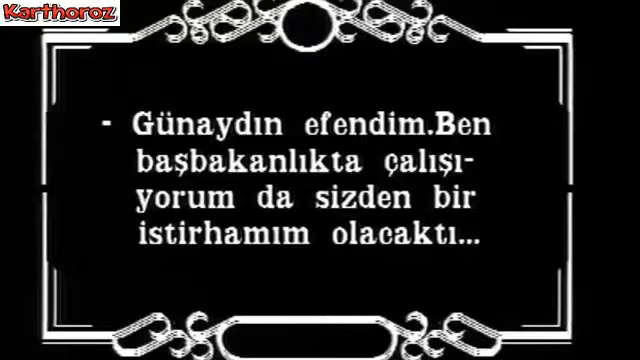 Karthoroz
- Günaydın efendim.Ben
başbakanlıkta çalışı-
yorum da sizden bir
istirhamım olacaktı...